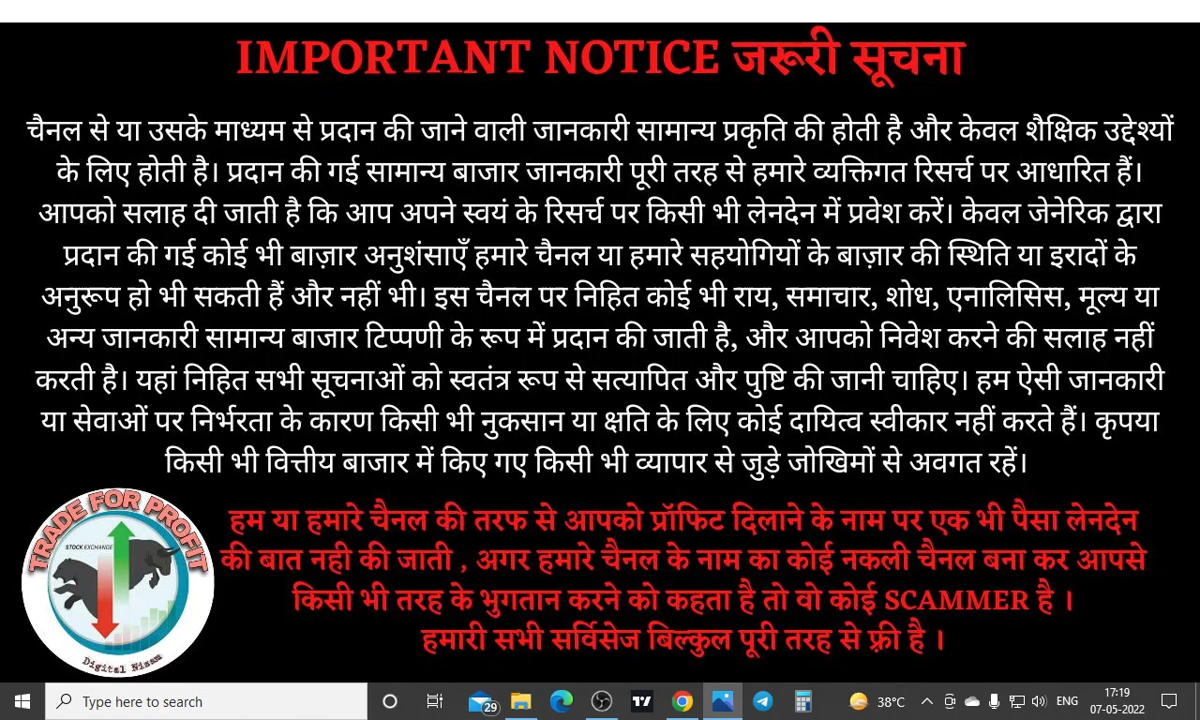 IMPORTANT NOTICE जरूरी सूचना
चैनल से या उसके माध्यम से प्रदान की जाने वाली जानकारी सामान्य प्रकृति की होती है और केवल शैक्षिक उद्देश्यों
के लिए होती है। प्रदान की गई सामान्य बाजार जानकारी पूरी तरह से हमारे व्यक्तिगत रिसर्च पर आधारित हैं।
आपको सलाह दी जाती है कि आप अपने स्वयं के रिसर्च पर किसी भी लेनदेन में प्रवेश करें। केवल जेनेरिक द्वारा
प्रदान की गई कोई भी बाज़ार अनुशंसाएँ हमारे चैनल या हमारे सहयोगियों के बाज़ार की स्थिति या इरादों के
अनुरूप हो भी सकती हैं और नहीं भी। इस चैनल पर निहित कोई भी राय, समाचार, शोध, एनालिसिस, मूल्य या
अन्य जानकारी सामान्य बाजार टिप्पणी के रूप में प्रदान की जाती है, और आपको निवेश करने की सलाह नहीं
करती है। यहां निहित सभी सूचनाओं को स्वतंत्र रूप से सत्यापित और पुष्टि की जानी चाहिए। हम ऐसी जानकारी
या सेवाओं पर निर्भरता के कारण किसी भी नुकसान या क्षति के लिए कोई दायित्व स्वीकार नहीं करते हैं। कृपया
किसी भी वित्तीय बाजार में किए गए किसी भी व्यापार से जुड़े जोखिमों से अवगत रहें।
TRADE FOR PROFIT
STOCK EXCHANGE
Digital Nizam
हम या हमारे चैनल की तरफ से आपको प्रॉफिट दिलाने के नाम पर एक भी पैसा लेनदेन
की बात नही की जाती , अगर हमारे चैनल के नाम का कोई नकली चैनल बना कर आपसे
किसी भी तरह के भुगतान करने को कहता है तो वो कोई SCAMMER है ।
हमारी सभी सर्विसेज बिल्कुल पूरी तरह से फ़्री है ।
Type here to search
29
38°C
ENG
17:19
07-05-2022